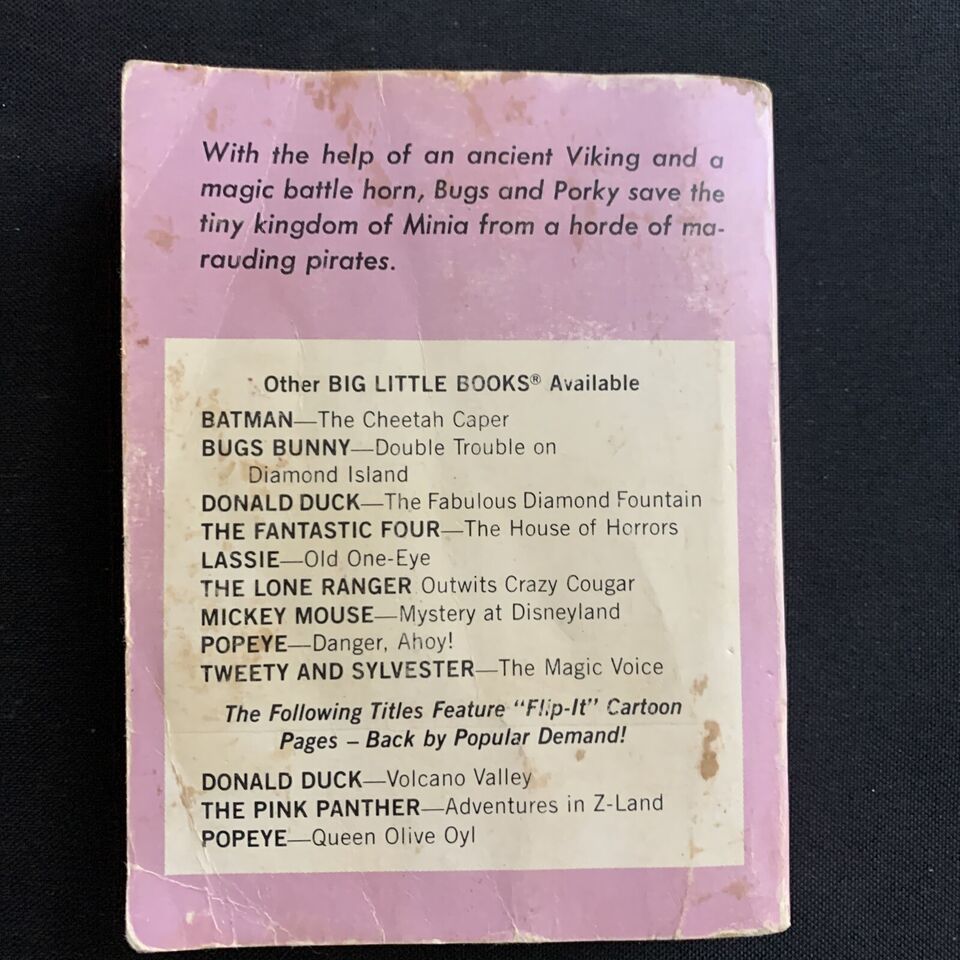 With the help of an ancient Viking and a
magic battle horn, Bugs and Porky save the
tiny kingdom of Minia from a horde of ma-
rauding pirates.
Other BIG LITTLE BOOKS® Available
BATMAN—The Cheetah Caper
BUGS BUNNY—Double Trouble on
Diamond Island
DONALD DUCK—The Fabulous Diamond Fountain
THE FANTASTIC FOUR—The House of Horrors
LASSIE—Old One-Eye
THE LONE RANGER Outwits Crazy Cougar
MICKEY MOUSE—Mystery at Disneyland
POPEYE—Danger, Ahoy!
TWEETY AND SYLVESTER—The Magic Voice
The Following Titles Feature "Flip-It" Cartoon
Pages – Back by Popular Demand!
DONALD DUCK—Volcano Valley
THE PINK PANTHER—Adventures in Z-Land
POPEYE—Queen Olive Oyl